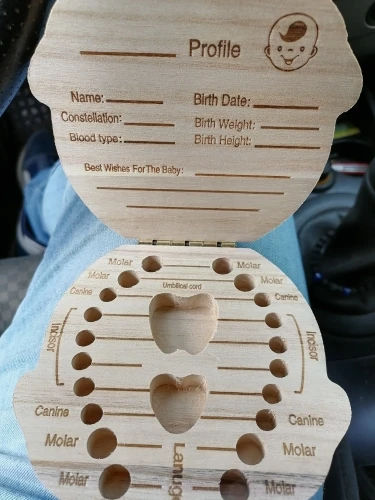 Profile
Name: Birth Date:
Constellation: Birth Weight:
Blood type: Birth Height:
Best Wishes For The Baby:
Molar Molar
Molar Molar
Canine Umbilical cord Canine
Incisor Incisor
Canine Canine
Molar Molar
Molar Molar